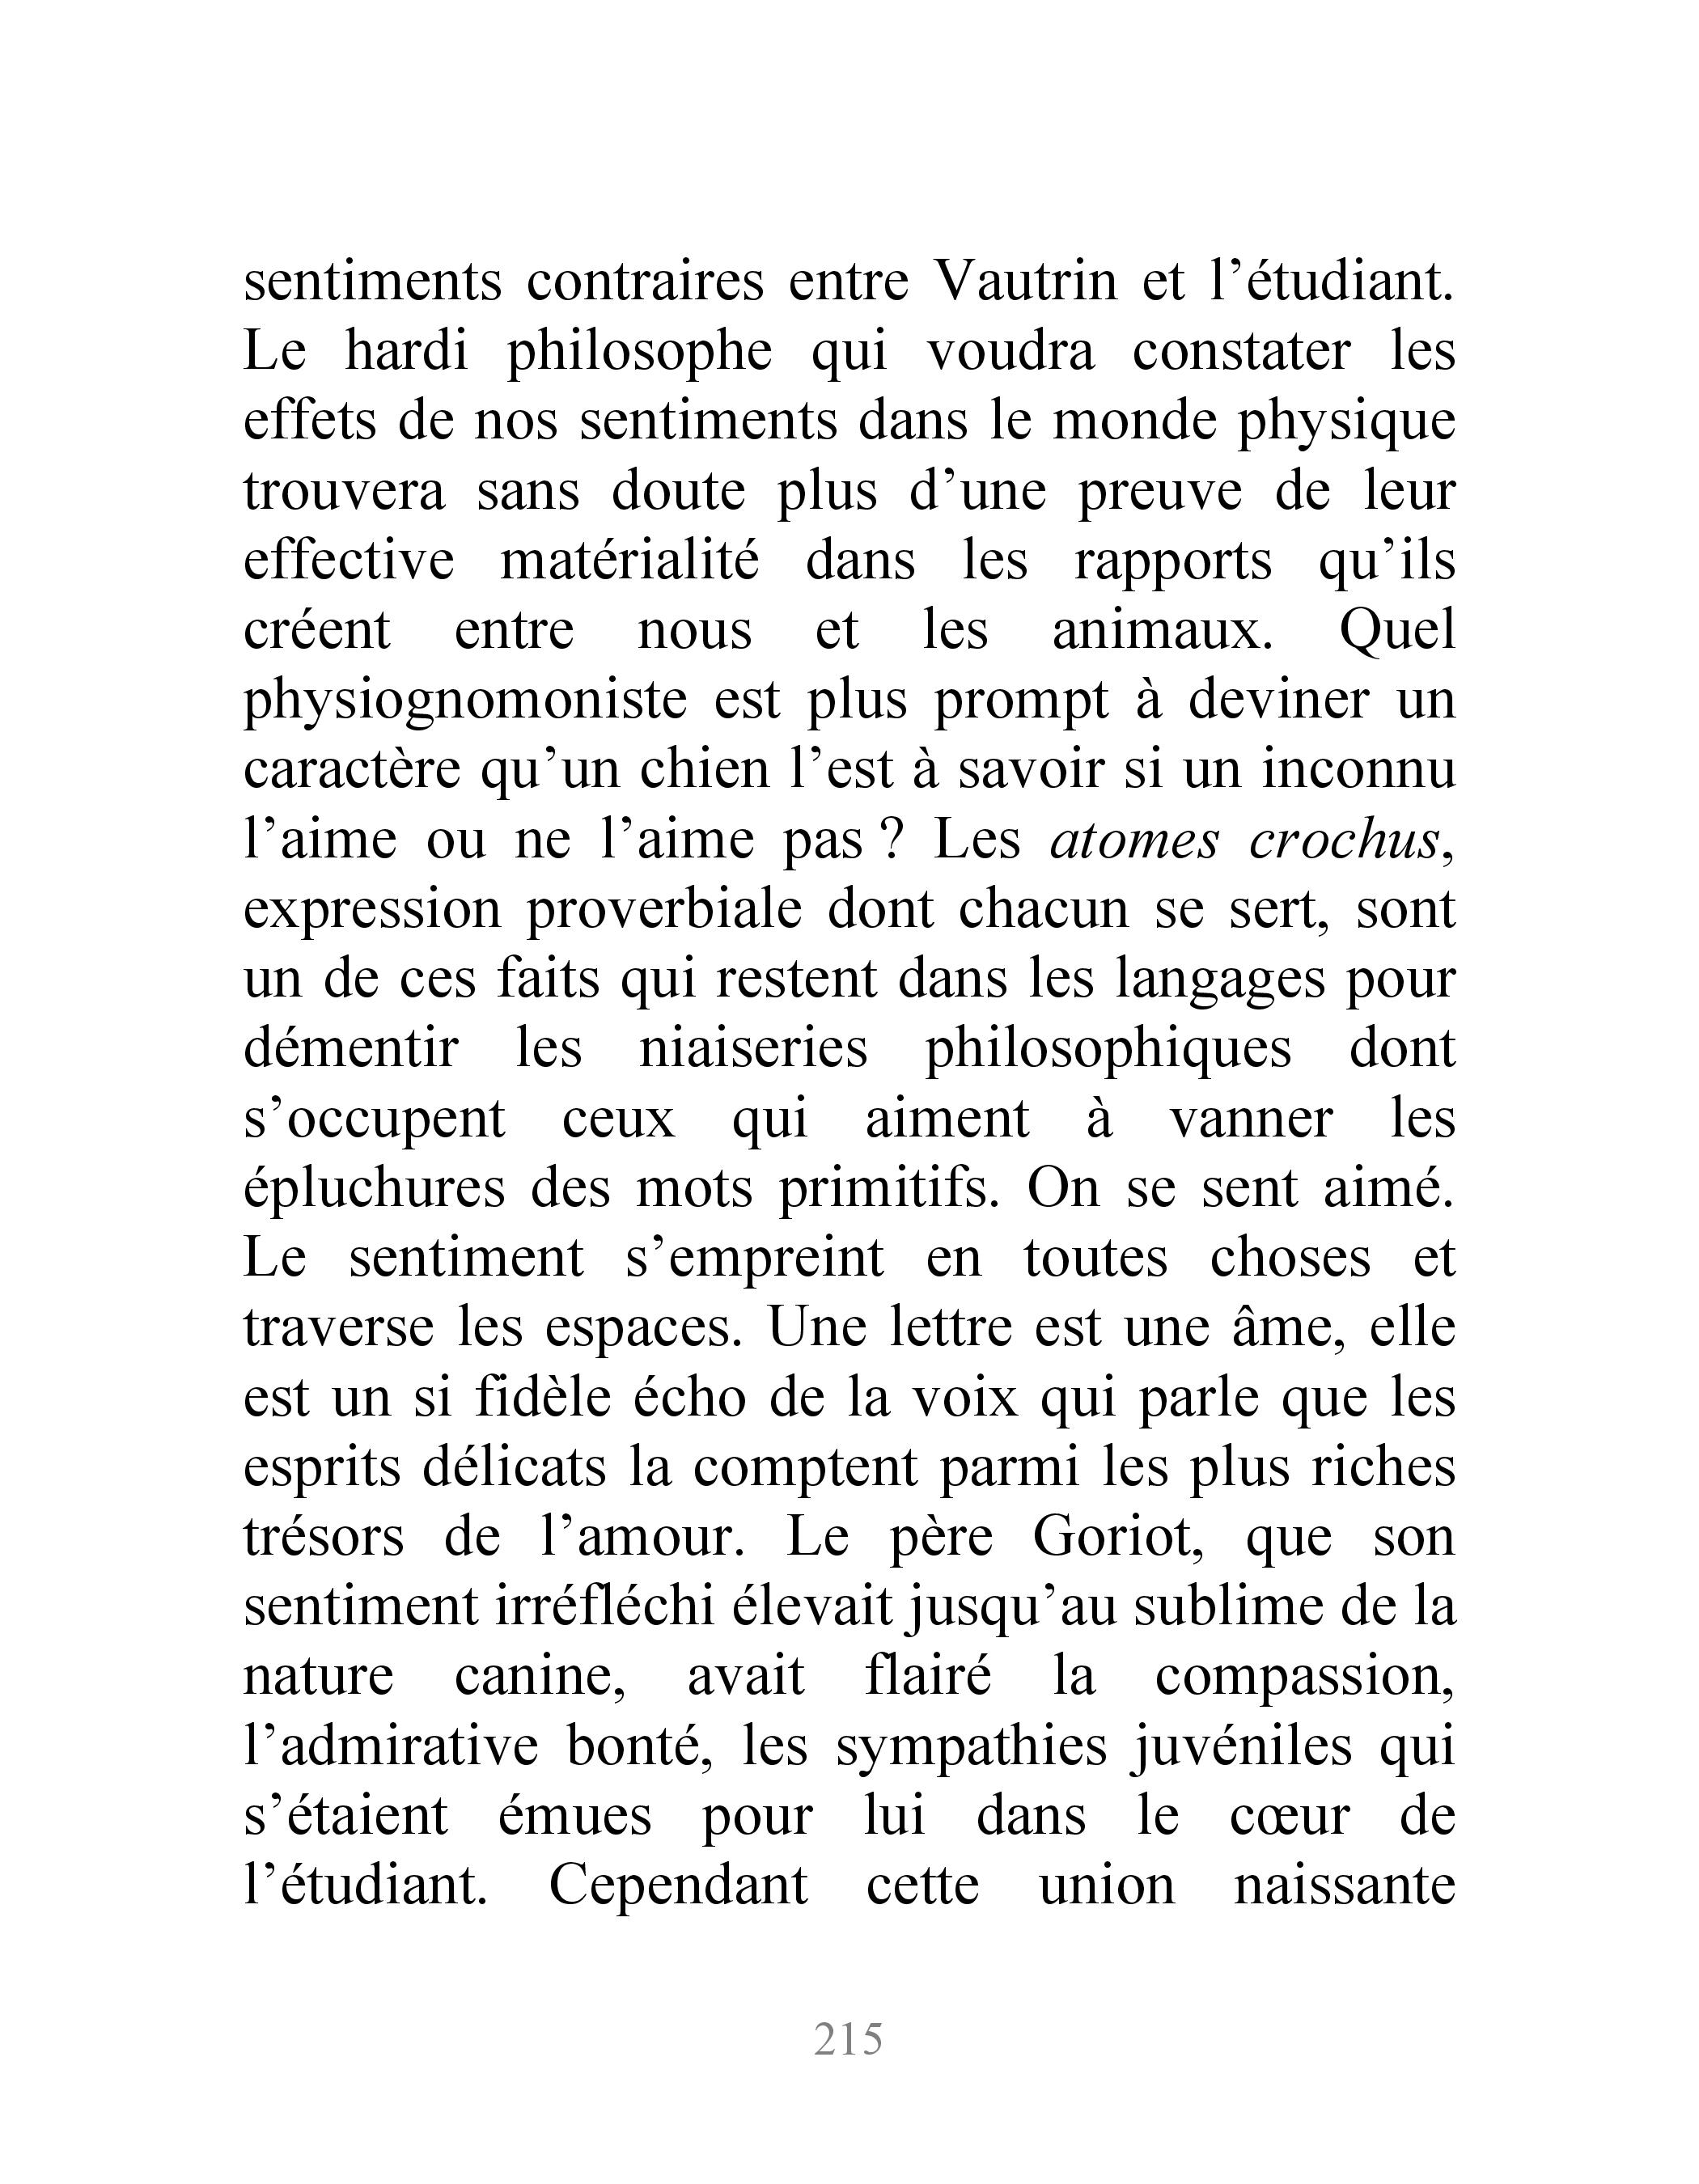 sentiments contraires entre Vautrin et l’étudiant.
Le hardi philosophe qui voudra constater les
effets de nos sentiments dans le monde physique
trouvera sans doute plus d’une preuve de leur
effective matérialité dans les rapports qu’ils
créent entre nous et les animaux. Quel
physiognomoniste est plus prompt à deviner un
caractère qu’un chien l’est à savoir si un inconnu
l’aime ou ne l’aime pas ? Les atomes crochus,
expression proverbiale dont chacun se sert, sont
un de ces faits qui restent dans les langages pour
démentir les niaiseries philosophiques dont
s’occupent ceux qui aiment à vanner les
épluchures des mots primitifs. On se sent aimé.
Le sentiment s’empreint en toutes choses et
traverse les espaces. Une lettre est une âme, elle
est un si fidèle écho de la voix qui parle que les
esprits délicats la comptent parmi les plus riches
trésors de l’amour. Le père Goriot, que son
sentiment irréfléchi élevait jusqu’au sublime de la
nature canine, avait flairé la compassion,
l’admirative bonté, les sympathies juvéniles qui
s’étaient émues pour lui dans le cœur de
l’étudiant. Cependant cette union naissante
215